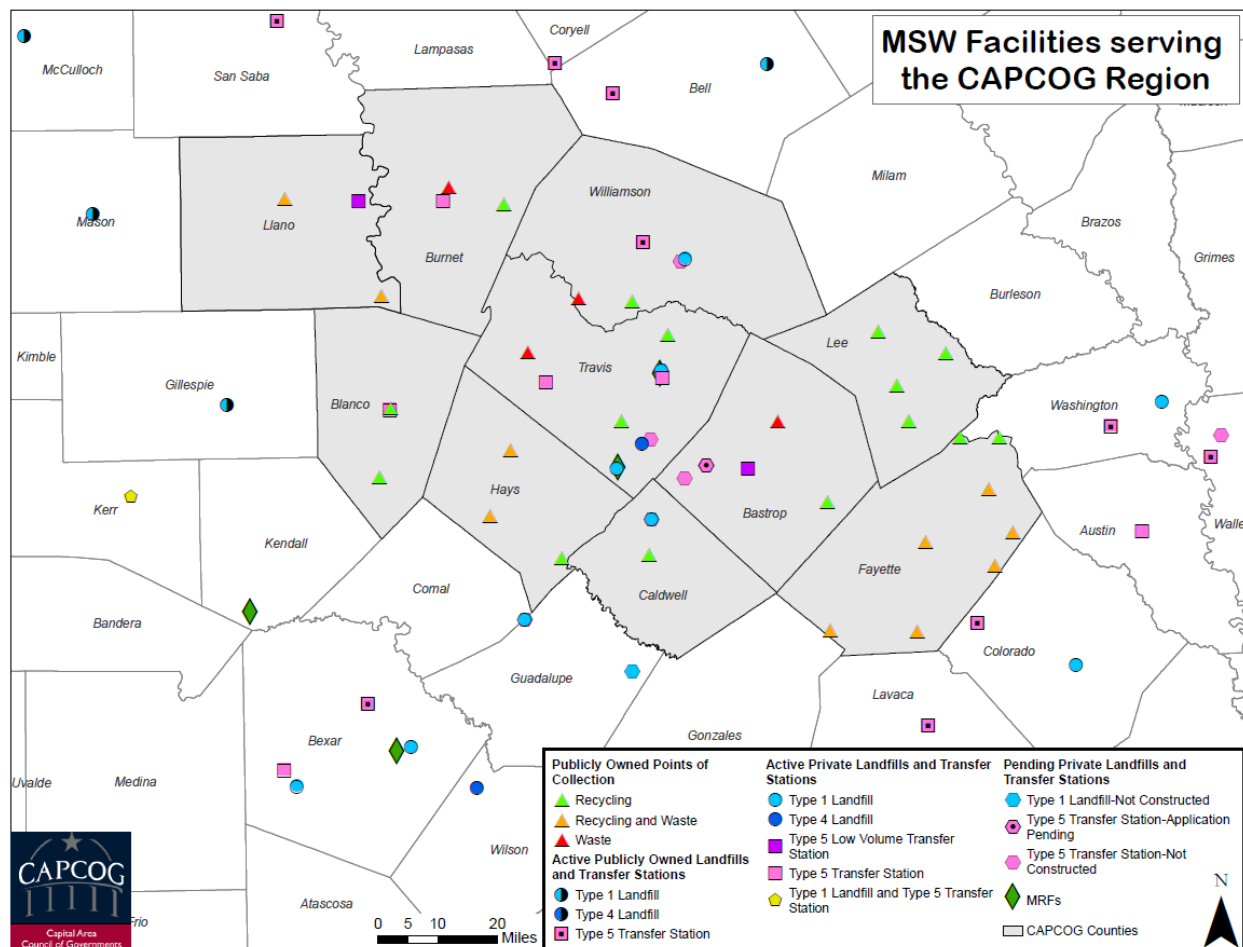 MSW Facilities serving
the CAPCOG Region
McCulloch
San Saba
Lampasas
Coryell
Bell
Milam
Mason
Llano
Burnet
Williamson
Brazos
Grimes
Burleson
Kimble
Gillespie
Blanco
Travis
Lee
Washington
Kerr
Kendall
Hays
Bastrop
Austin
Fayette
Comal
Caldwell
Bandera
Guadalupe
Colorado
Lavaca
Gonzales
Bexar
Uvalde
Medina
Wilson
Atascosa
Frio
Publicly Owned Points of
Collection
Recycling
Recycling and Waste
Waste
Active Publicly Owned Landfills
and Transfer Stations
Type 1 Landfill
Type 4 Landfill
Type 5 Transfer Station
Active Private Landfills and Transfer
Stations
Type 1 Landfill
Type 4 Landfill
Type 5 Low Volume Transfer
Station
Type 5 Transfer Station
Type 1 Landfill and Type 5 Transfer
Station
Pending Private Landfills and
Transfer Stations
Type 1 Landfill-Not Constructed
Type 5 Transfer Station-Application
Pending
Type 5 Transfer Station-Not
Constructed
MRFs
CAPCOG Counties
N
0 5 10 20
Miles
CAPCOG
Capital Area
Council of Governments